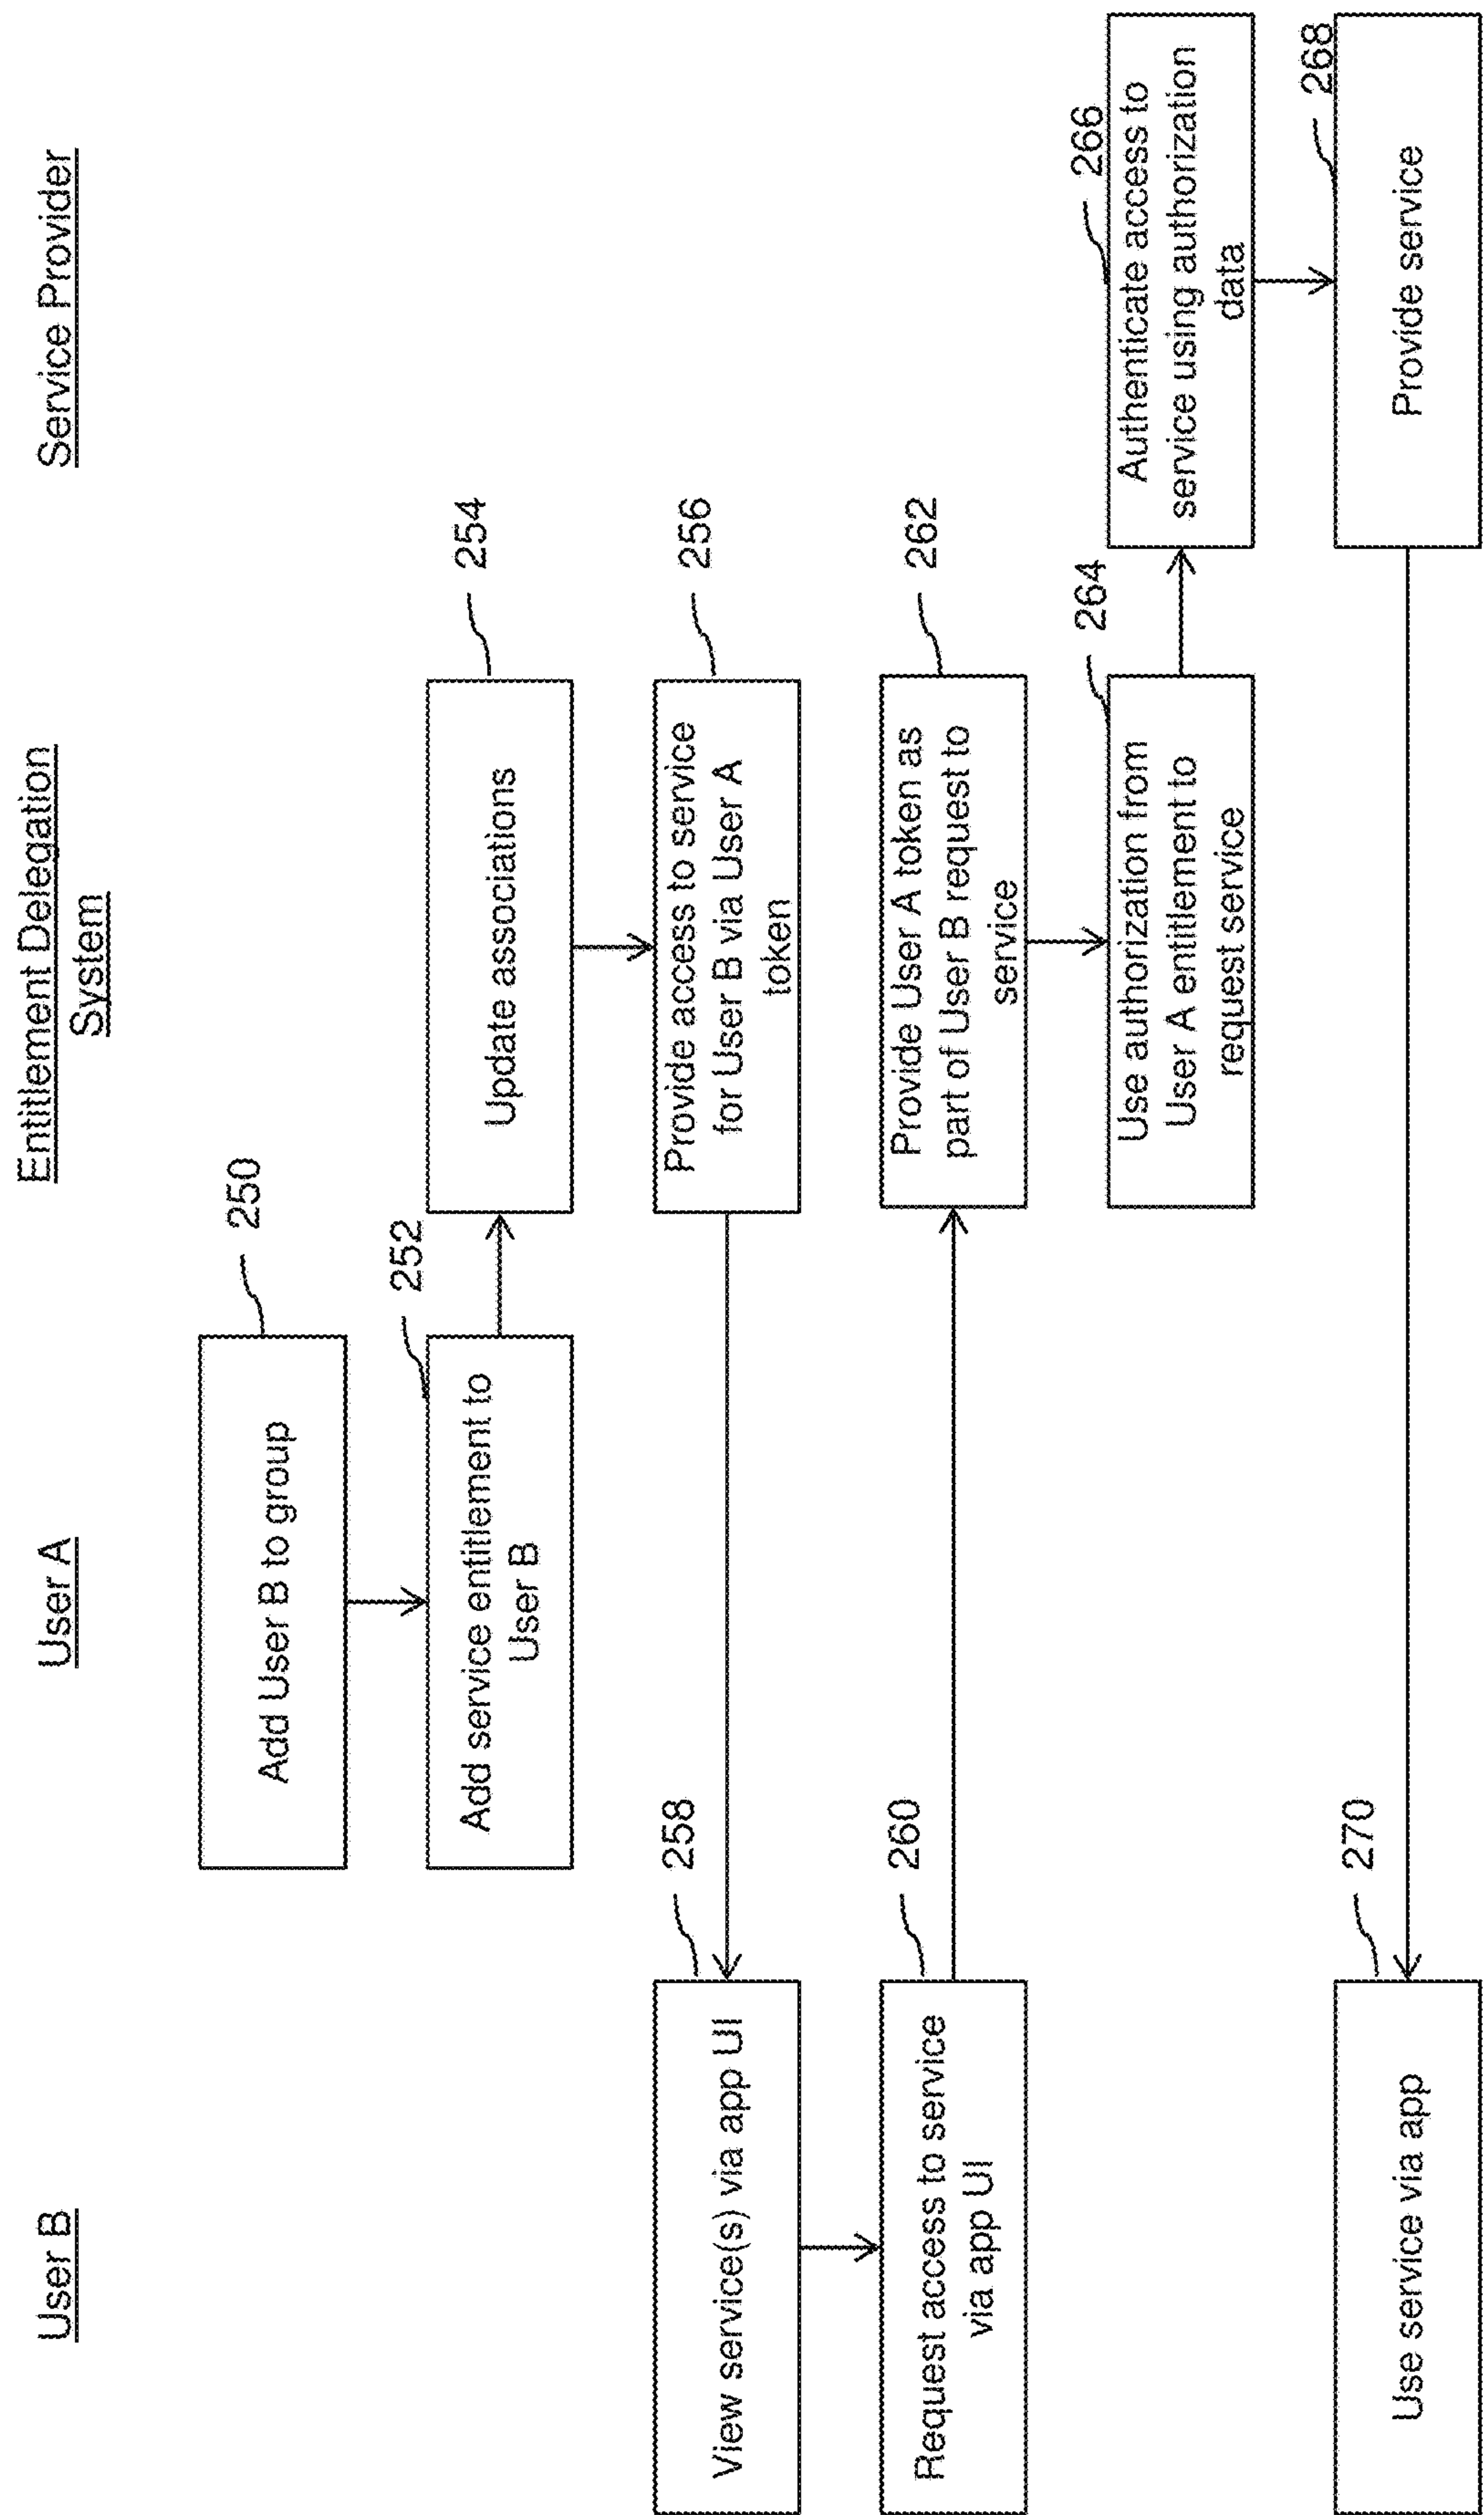 User B
User A
Entitlement Delegation
System
Service Provider
250
Add User B to group
252
Add service entitlement to
User B
254
Update associations
256
Provide access to service
for User B via User A
token
258
View service(s) via app UI
260
Request access to service
via app UI
262
Provide User A token as
part of User B request to
service
264
Use authorization from
User A entitlement to
request service
266
Authenticate access to
service using authorization
data
268
Provide service
270
Use service via app